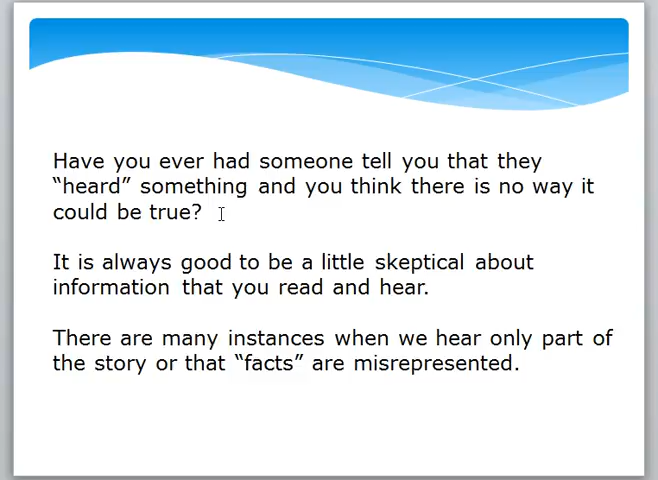 Have you ever had someone tell you that they
“heard” something and you think there is no way it
could be true?
It is always good to be a little skeptical about
information that you read and hear.
There are many instances when we hear only part of
the story or that “facts” are misrepresented.